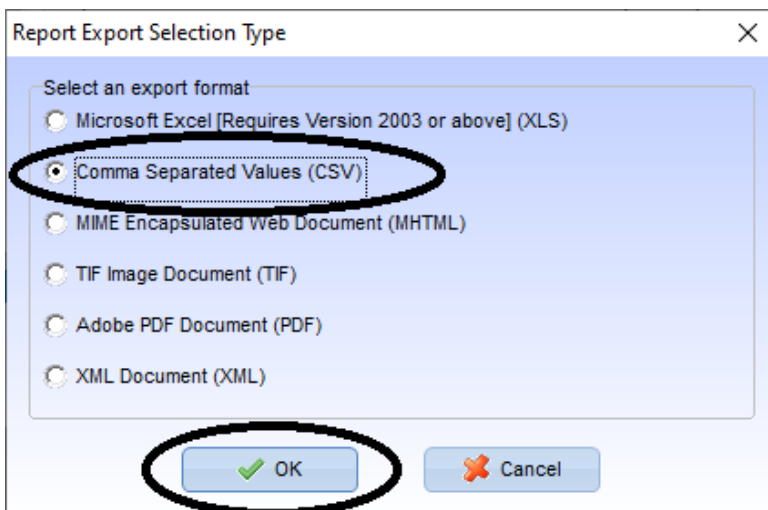 Report Export Selection Type
Select an export format
Microsoft Excel [Requires Version 2003 or above] (XLS)
Comma Separated Values (CSV)
MIME Encapsulated Web Document (MHTML)
TIF Image Document (TIF)
Adobe PDF Document (PDF)
XML Document (XML)
OK Cancel